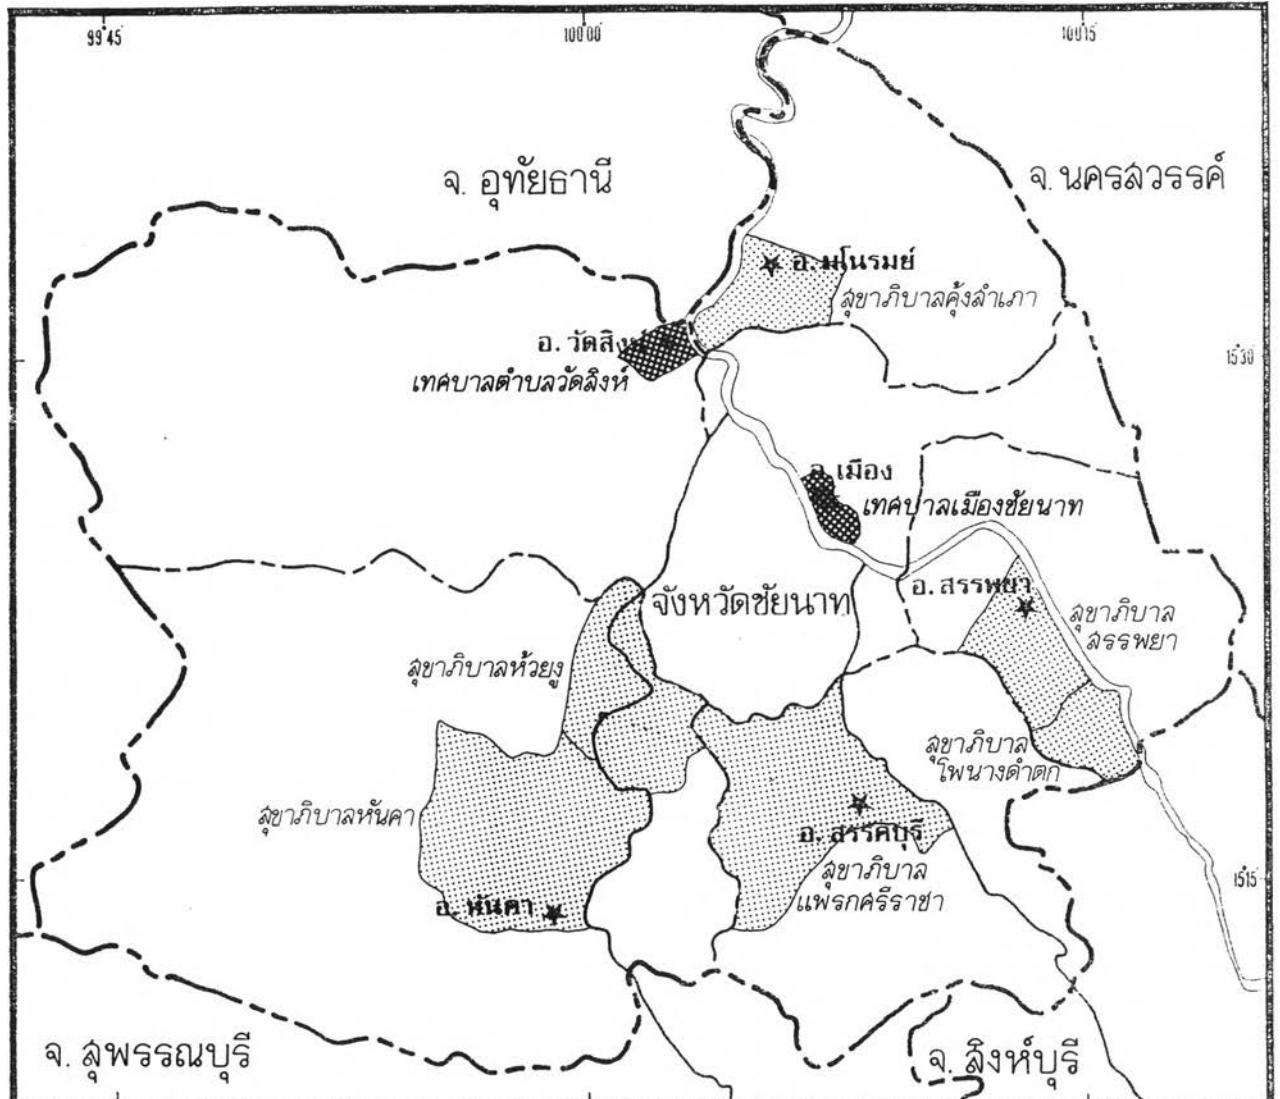 99°45
100°00
100°15
จ. อุทัยธานี
จ. นครสวรรค์
อ. มโนรมย์
สุขาภิบาลคุ้งสำเภา
อ. วัดสิงห์
15°30
เทศบาลตำบลวัดสิงห์
อ. เมือง
เทศบาลเมืองชัยนาท
อ. สรรพยา
จังหวัดชัยนาท
สุขาภิบาล
สรรพยา
สุขาภิบาลห้วยงู
สุขาภิบาล
โพนางดำตก
สุขาภิบาลหันคา
อ. สรรคบุรี
สุขาภิบาล
แพรกศรีราชา
15°15
อ. หันคา
จ. สุพรรณบุรี
จ. สิงห์บุรี